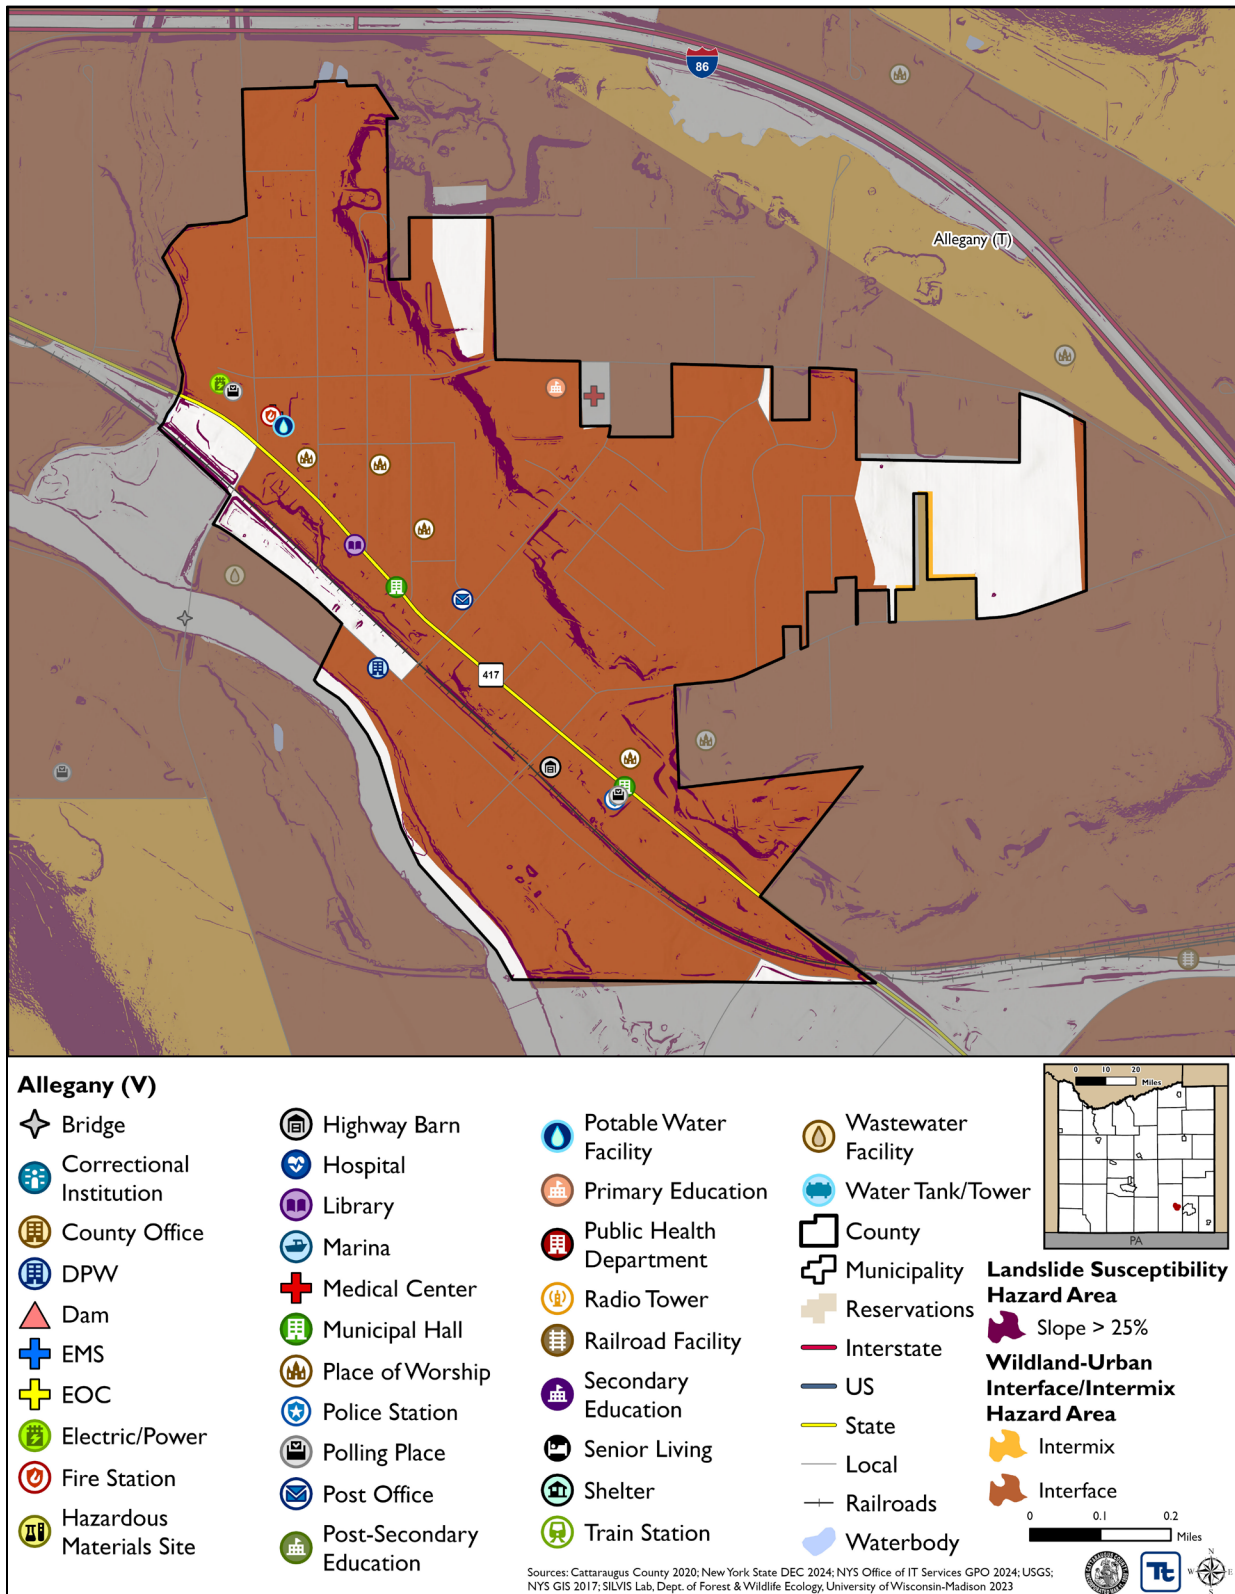 86
Allegany (T)
417
Allegany (V)
Bridge
Correctional
Institution
County Office
DPW
Dam
EMS
EOC
Electric/Power
Fire Station
Hazardous
Materials Site
Highway Barn
Hospital
Library
Marina
Medical Center
Municipal Hall
Place of Worship
Police Station
Polling Place
Post Office
Post-Secondary
Education
Potable Water
Facility
Primary Education
Public Health
Department
Radio Tower
Railroad Facility
Secondary
Education
Senior Living
Shelter
Train Station
Wastewater
Facility
Water Tank/Tower
County
Municipality
Reservations
Interstate
US
State
Local
Railroads
Waterbody
0 10 20
Miles
PA
Landslide Susceptibility
Hazard Area
Slope > 25%
Wildland-Urban
Interface/Intermix
Hazard Area
Intermix
Interface
0 0.1 0.2
Miles
Sources: Cattaraugus County 2020; New York State DEC 2024; NYS Office of IT Services GPO 2024; USGS;
NYS GIS 2017; SILVIS Lab, Dept. of Forest & Wildlife Ecology, University of Wisconsin-Madison 2023
Tt
N
W E
S